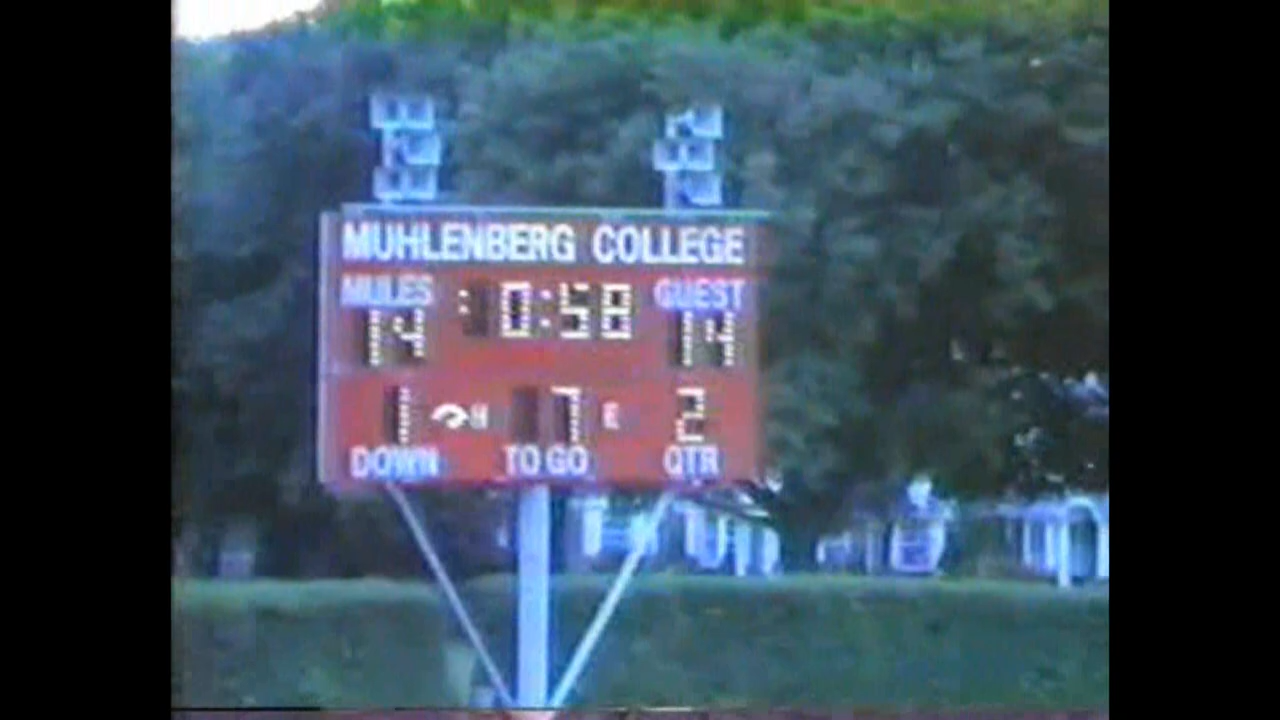 MUHLENBERG COLLEGE
MULES :0:58 GUEST
14 14
1 H 7 E 2
DOWN TO GO QTR